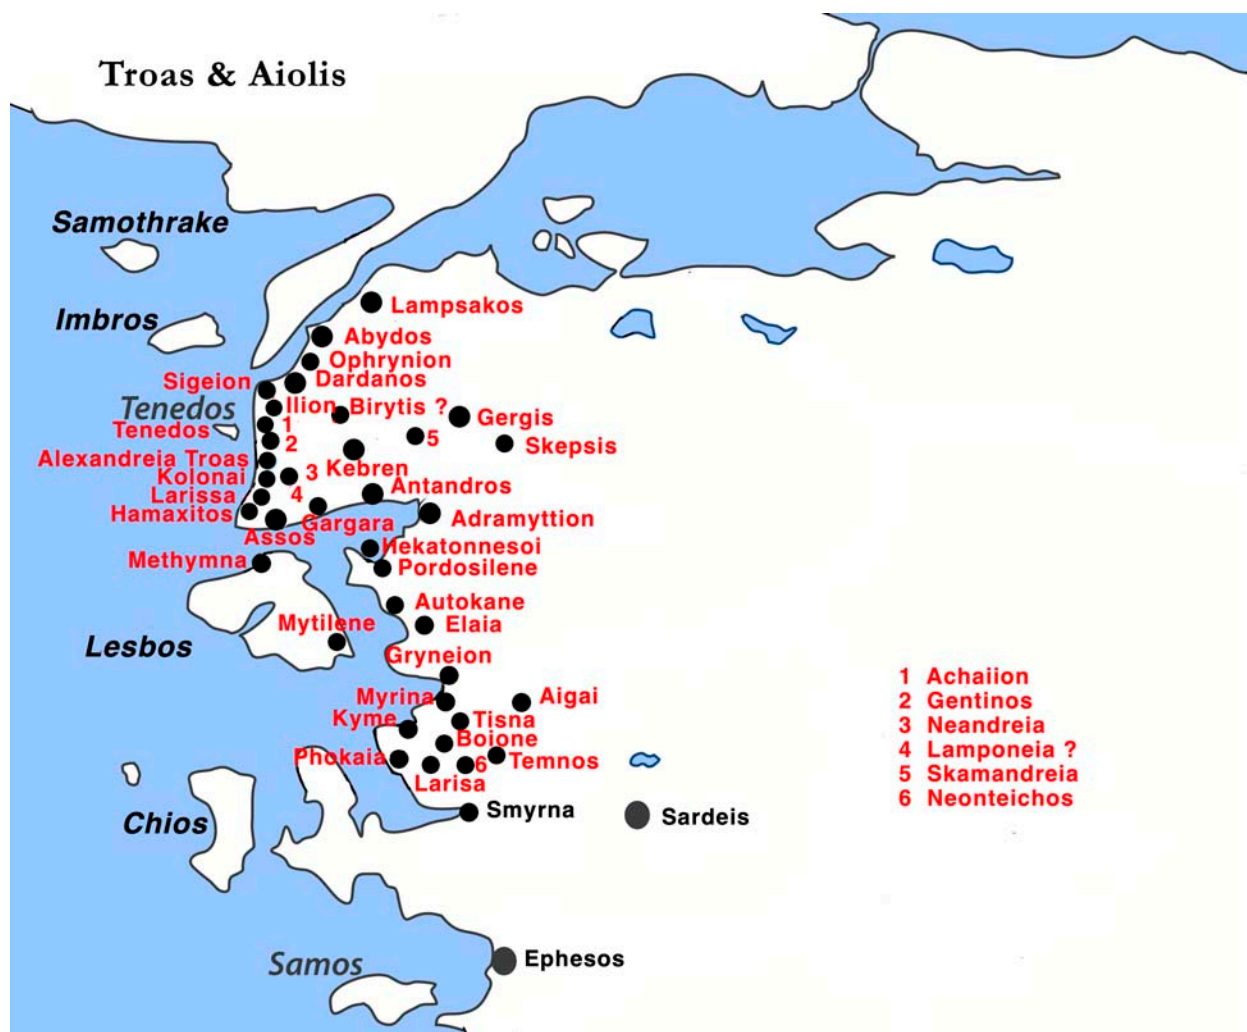 Troas & Aiolis
Samothrake
Imbros
Lampsakos
Abydos
Ophrynion
Dardanos
Sigeion
Tenedos
Ilion
Birytis ?
Gergis
Tenedos
1
2
5
Skepsis
Alexandreia Troas
Kebren
Kolonai
3
Larissa
4
Antandros
Hamaxitos
Gargara
Adramyttion
Assos
Hekatonnesoi
Methymna
Pordosilene
Autokane
Mytilene
Elaia
Lesbos
Gryneion
Myrina
Aigai
Kyme
Tisna
Boione
Phokaia
6
Temnos
Larisa
Smyrna
Sardeis
Chios
Ephesos
Samos
1 Achaiion
2 Gentinos
3 Neandreia
4 Lamponeia ?
5 Skamandreia
6 Neonteichos